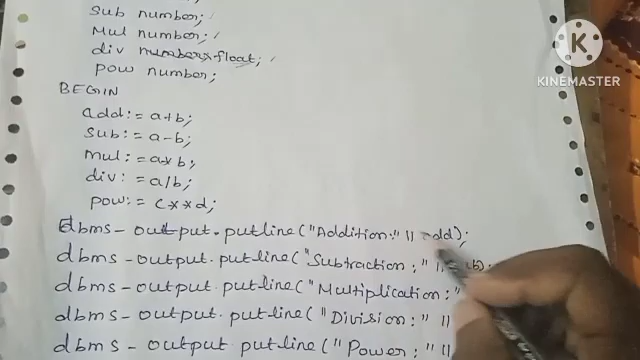 Sub number;
Mul number;
div float;
pow number;
BEGIN
add:= a+b;
sub:= a-b;
mul:= a*b;
div:= a/b;
pow:= c**d;
dbms-output.putline("Addition:" || add);
dbms-output.putline("Subtraction:" ||
dbms-output.putline("Multiplication:"
dbms-output.putline("Division:" ||
dbms-output.putline("Power:" ||
K
KINEMASTER